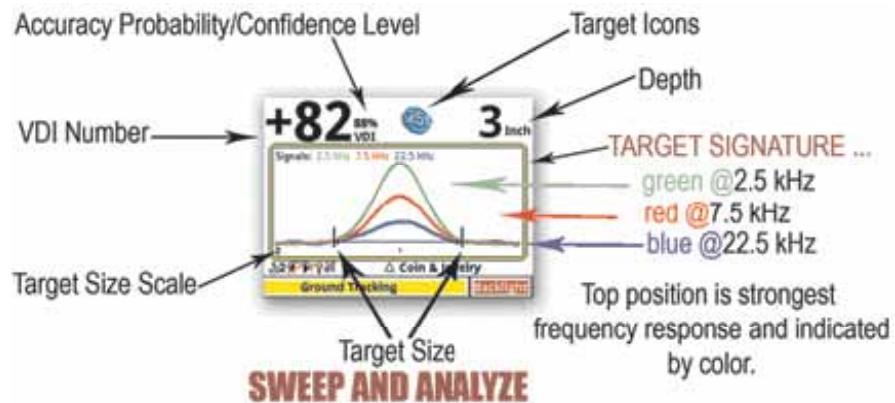 Accuracy Probability/Confidence Level
Target Icons
Depth
VDI Number
+82
88%
VDI
3 Inch
Signals: 2.5 kHz 7.5 kHz 22.5 kHz
TARGET SIGNATURE ...
green @2.5 kHz
red @7.5 kHz
blue @22.5 kHz
Target Size Scale
Coin & Jewelry
Ground Tracking
Backlight
Target Size
Top position is strongest
frequency response and indicated
by color.
SWEEP AND ANALYZE